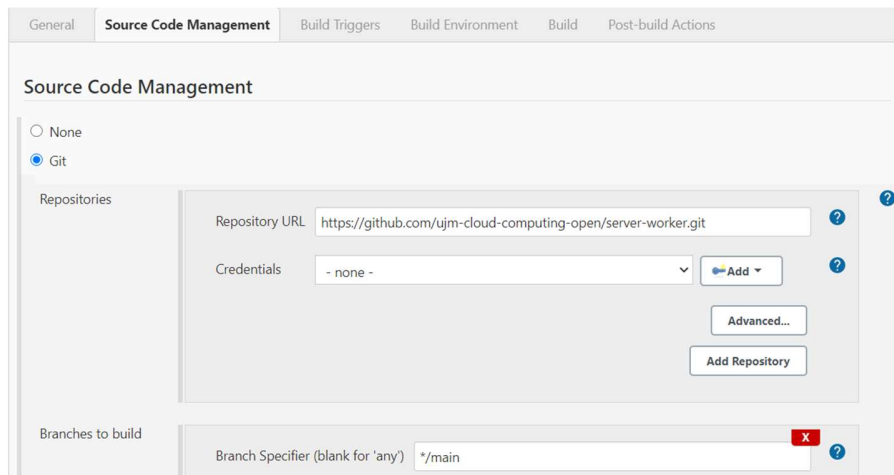 General Source Code Management Build Triggers Build Environment Build Post-build Actions
Source Code Management
None
Git
Repositories
?
Repository URL https://github.com/ujm-cloud-computing-open/server-worker.git ?
Credentials - none - Add ?
Advanced...
Add Repository
Branches to build
X
Branch Specifier (blank for 'any') */main ?